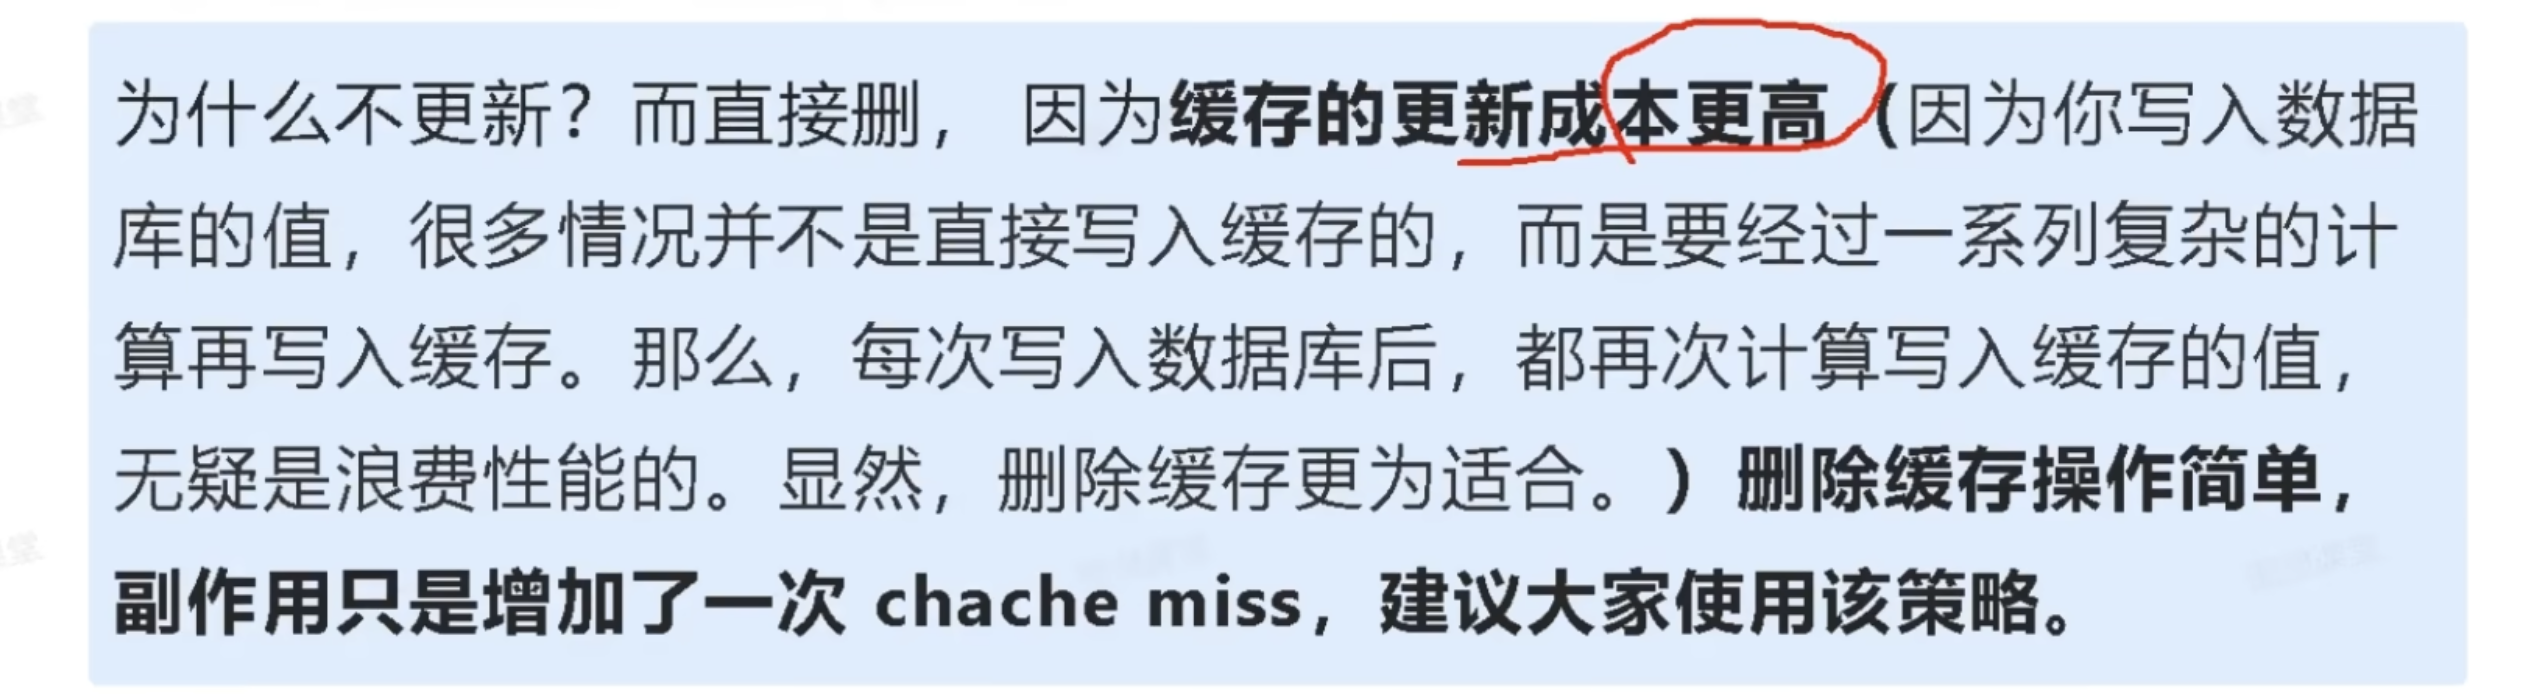 为什么不更新？而直接删， 因为缓存的更新成本更高（因为你写入数据
库的值，很多情况并不是直接写入缓存的，而是要经过一系列复杂的计
算再写入缓存。那么，每次写入数据库后，都再次计算写入缓存的值，
无疑是浪费性能的。显然，删除缓存更为适合。）删除缓存操作简单，
副作用只是增加了一次 chache miss，建议大家使用该策略。